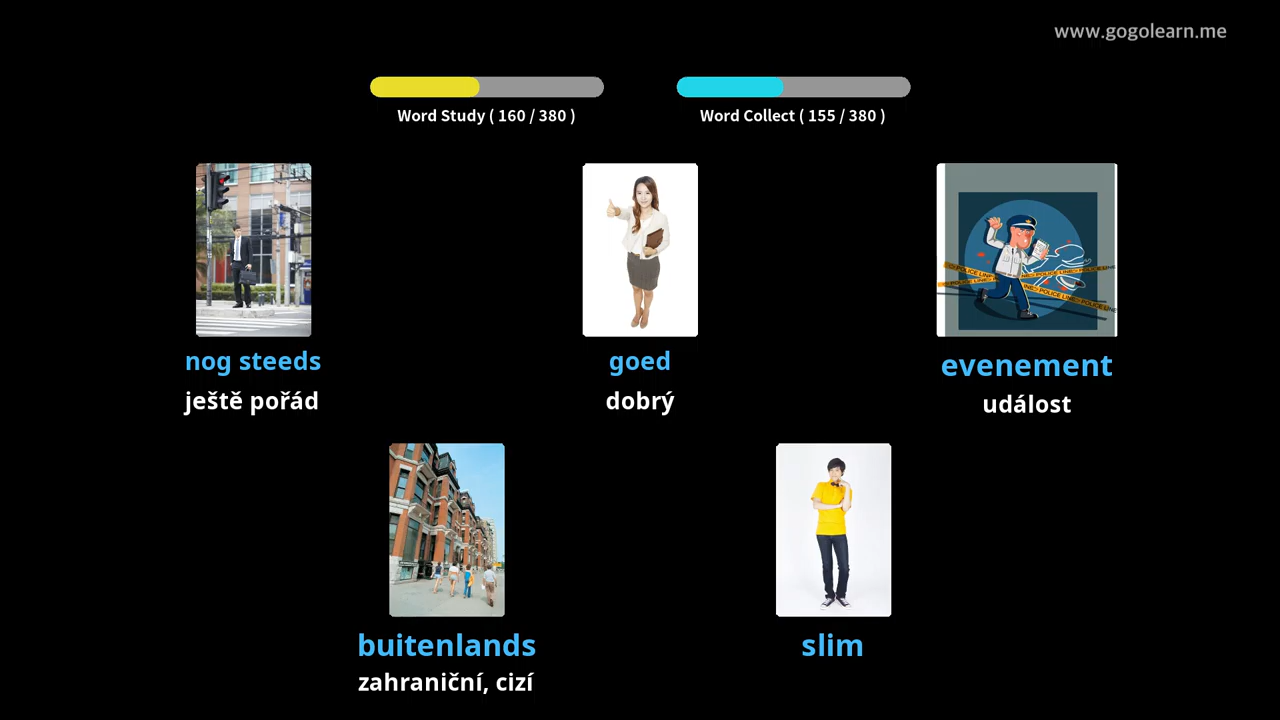 www.gogolearn.me
Word Study ( 160 / 380 )
Word Collect ( 155 / 380 )
nog steeds
ještě pořád
goed
dobrý
evenement
událost
buitenlands
zahraniční, cizí
slim